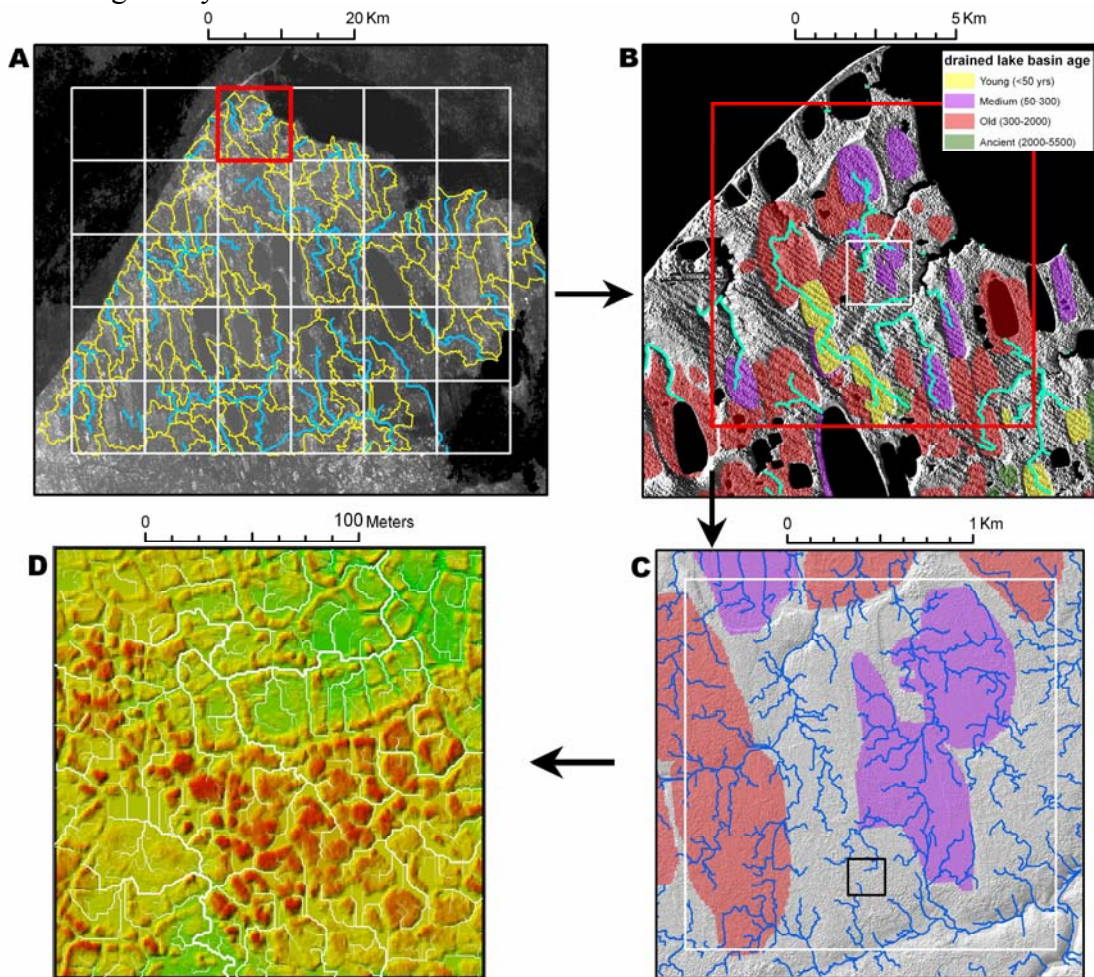 0 20 Km
A
0 5 Km
B
drained lake basin age
Young (<50 yrs)
Medium (50-300)
Old (300-2000)
Ancient (2000-5500)
0 100 Meters
D
0 1 Km
C